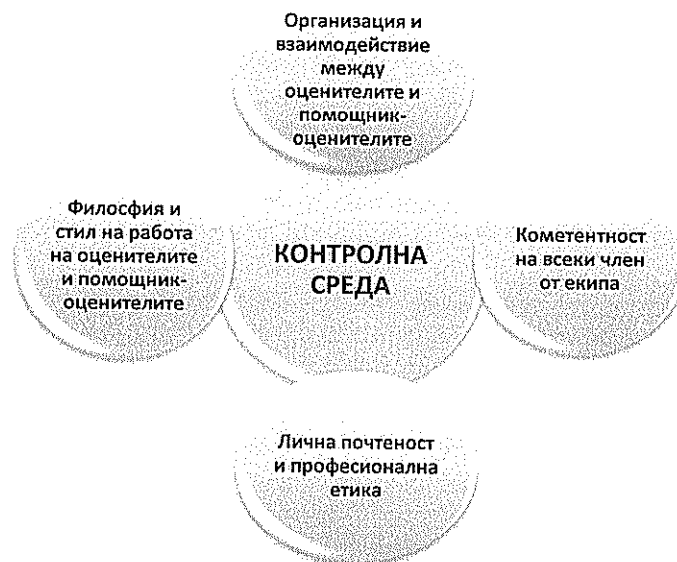 Организация и
взаимодействие
между
оценителите и
помощник-
оценителите
Филосфия и
стил на работа
на оценителите
и помощник-
оценителите
КОНТРОЛНА
СРЕДА
Кометентност
на всеки член
от екипа
Лична почтеност
и професионална
етика